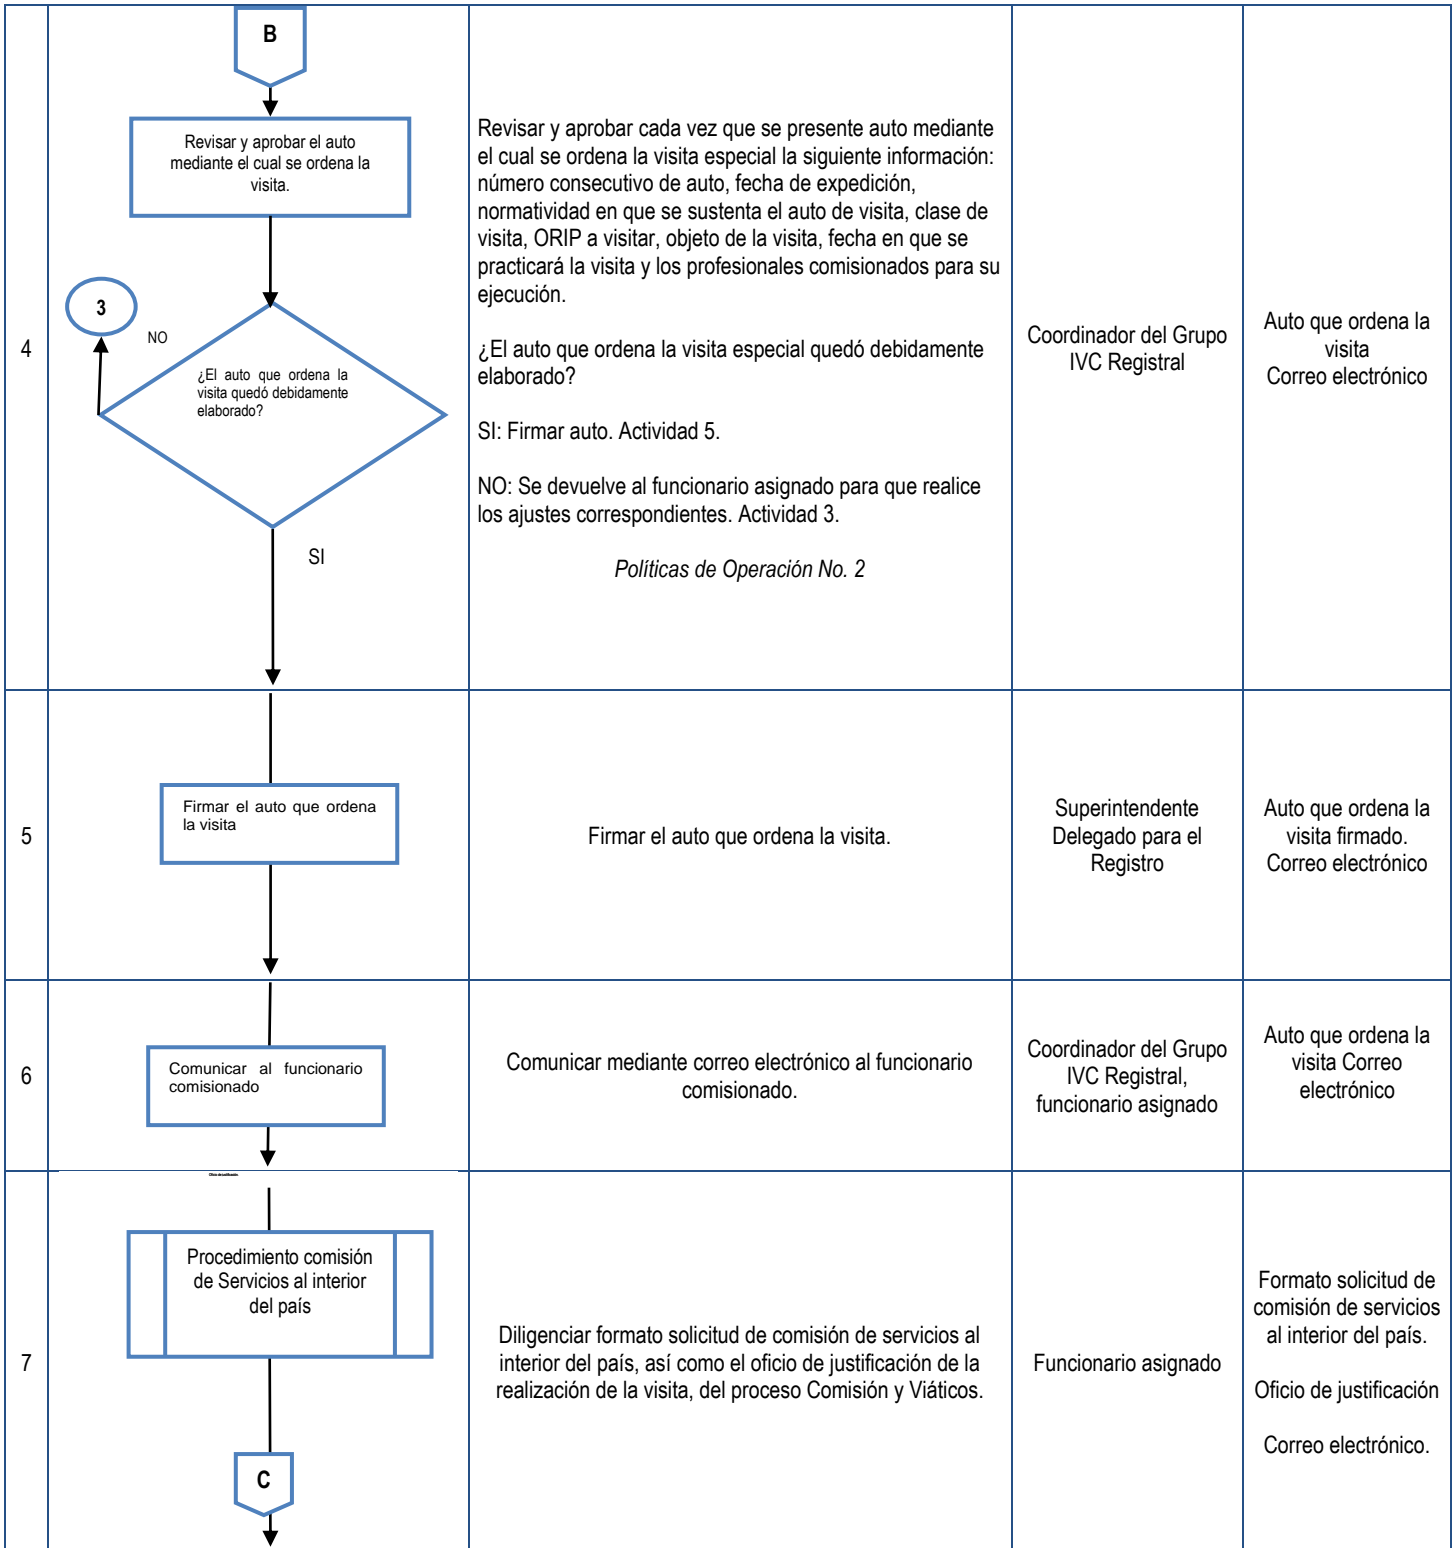 4
B
Revisar y aprobar el auto
mediante el cual se ordena la
visita.
3
NO
¿El auto que ordena la
visita quedó debidamente
elaborado?
SI
Revisar y aprobar cada vez que se presente auto mediante
el cual se ordena la visita especial la siguiente información:
número consecutivo de auto, fecha de expedición,
normatividad en que se sustenta el auto de visita, clase de
visita, ORIP a visitar, objeto de la visita, fecha en que se
practicará la visita y los profesionales comisionados para su
ejecución.
¿El auto que ordena la visita especial quedó debidamente
elaborado?
SI: Firmar auto. Actividad 5.
NO: Se devuelve al funcionario asignado para que realice
los ajustes correspondientes. Actividad 3.
Políticas de Operación No. 2
Coordinador del Grupo
IVC Registral
Auto que ordena la
visita
Correo electrónico
5
Firmar el auto que ordena
la visita
Firmar el auto que ordena la visita.
Superintendente
Delegado para el
Registro
Auto que ordena la
visita firmado.
Correo electrónico
6
Comunicar al funcionario
comisionado
Comunicar mediante correo electrónico al funcionario
comisionado.
Coordinador del Grupo
IVC Registral,
funcionario asignado
Auto que ordena la
visita Correo
electrónico
7
Procedimiento comisión
de Servicios al interior
del país
C
Diligenciar formato solicitud de comisión de servicios al
interior del país, así como el oficio de justificación de la
realización de la visita, del proceso Comisión y Viáticos.
Funcionario asignado
Formato solicitud de
comisión de servicios
al interior del país.
Oficio de justificación
Correo electrónico.